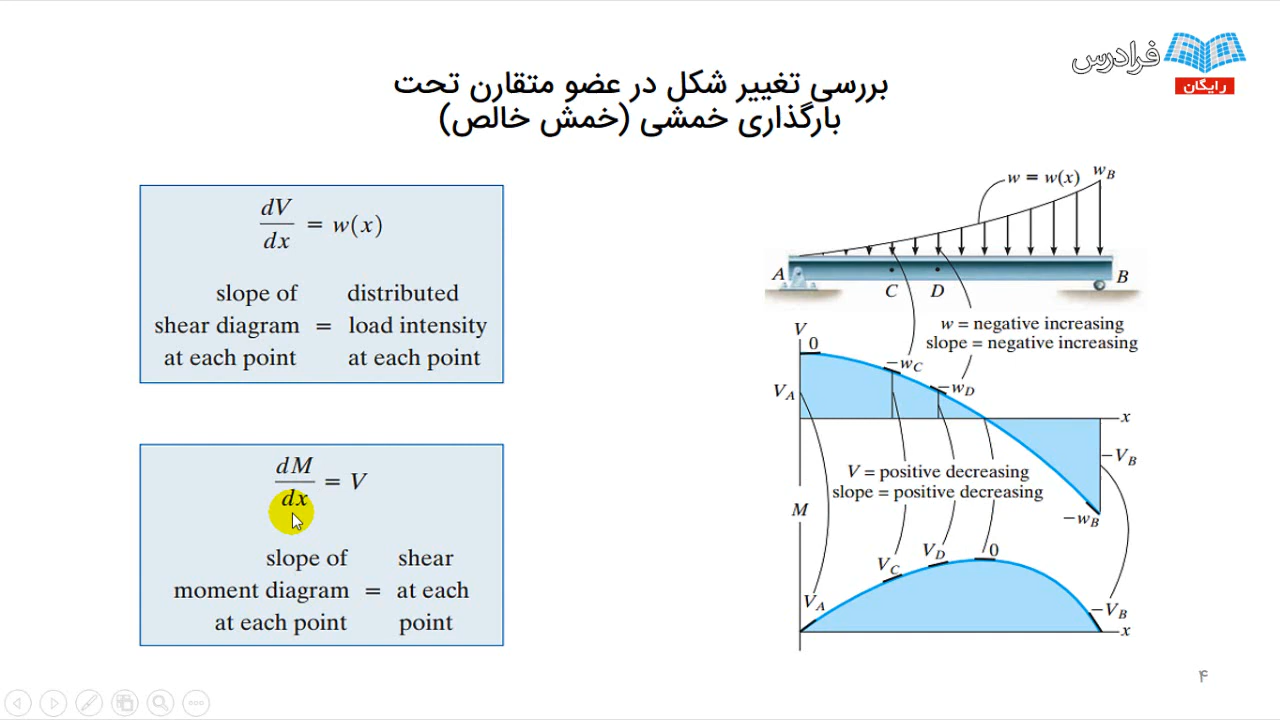 فرادرس
رایگان
بررسی تغییر شکل در عضو متقارن تحت
بارگذاری خمشی (خمش خالص)
dV/dx = w(x)
slope of distributed
shear diagram = load intensity
at each point at each point
dM/dx = V
slope of shear
moment diagram = at each
at each point point
w = w(x) w_B
A B
C D
w = negative increasing
slope = negative increasing
V
0
−w_C
−w_D
V_A
x
−V_B
V = positive decreasing
slope = positive decreasing
M
−w_B
0
V_D
V_C
V_A
−V_B
x
۴